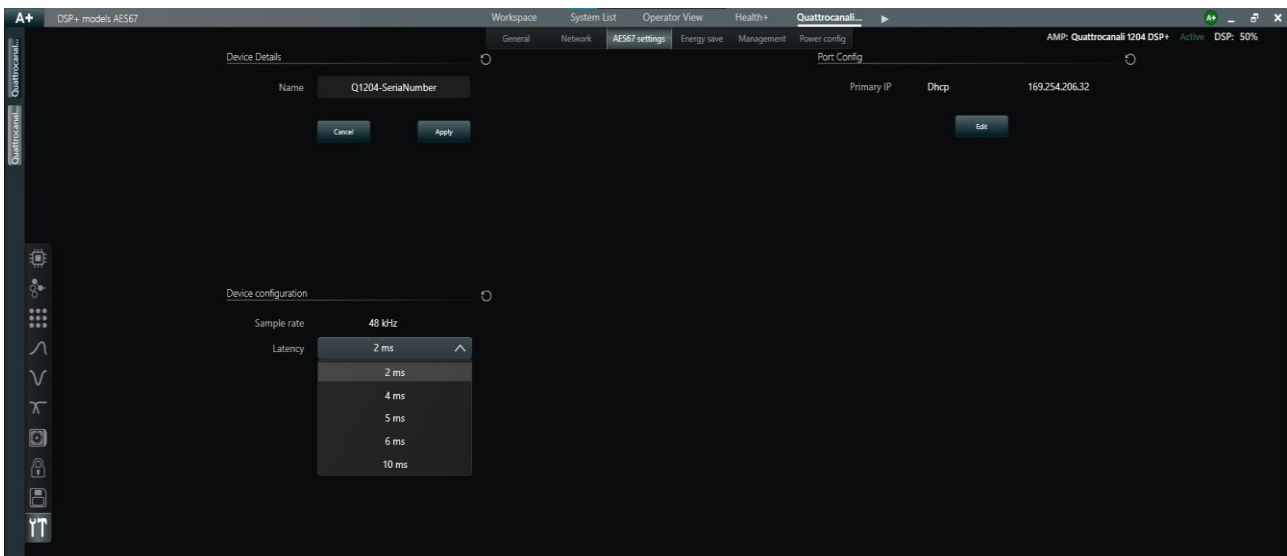 A+ DSP+ models AES67 Workspace System List Operator View Health+ Quattrocanali... A+
General Network AES67 settings Energy save Management Power config AMP: Quattrocanali 1204 DSP+ Active DSP: 50%
Quattrocanal...
Quattrocanal...
Device Details
Name Q1204-SeriaNumber
Cancel Apply
Port Config
Primary IP Dhcp 169.254.206.32
Edit
Device configuration
Sample rate 48 kHz
Latency 2 ms
2 ms
4 ms
5 ms
6 ms
10 ms